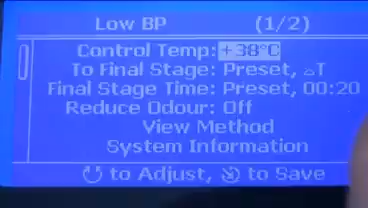 Low BP (1/2)
Control Temp: +38°C
To Final Stage: Preset, △T
Final Stage Time: Preset, 00:20
Reduce Odour: Off
View Method
System Information
↻ to Adjust, to Save